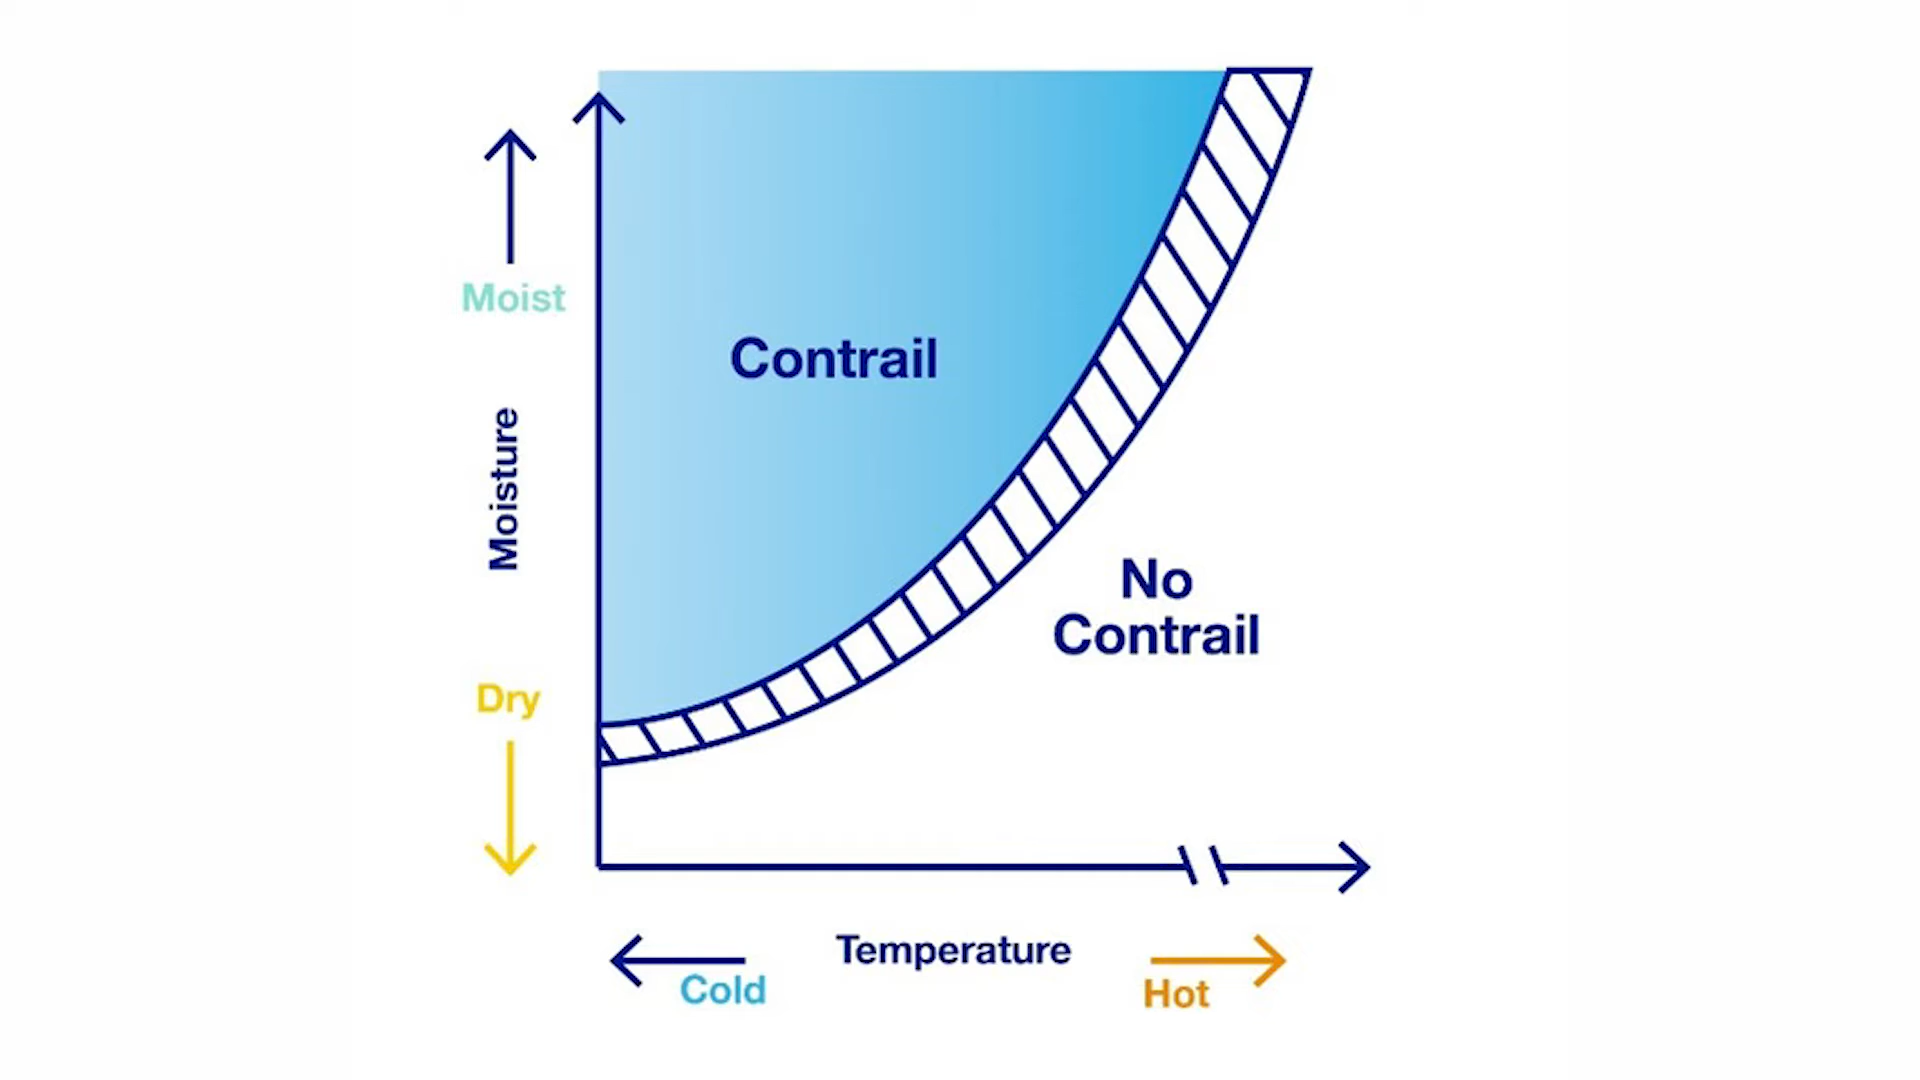 Moist
Contrail
Moisture
No
Contrail
Dry
Temperature
Cold
Hot